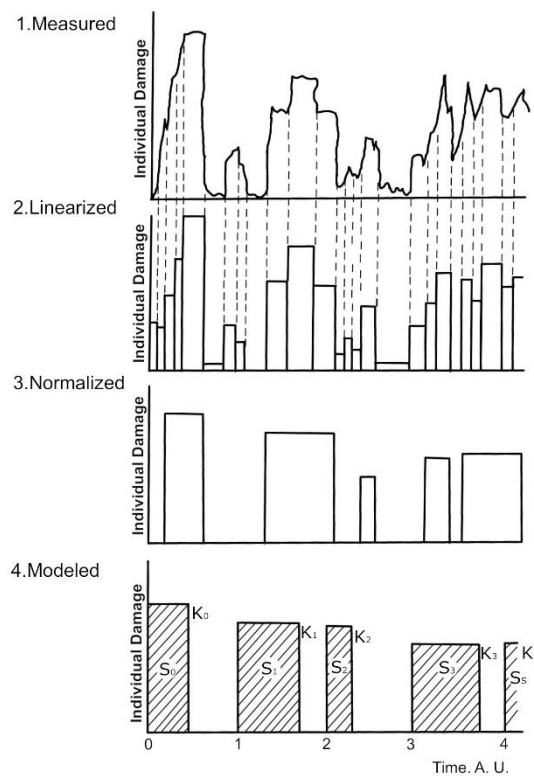 1.Measured
Individual Damage
2.Linearized
Individual Damage
3.Normalized
Individual Damage
4.Modeled
Individual Damage
K₀
K₁
K₂
K₃
K
S₀
S₁
S₂
S₃
Sₛ
0 1 2 3 4
Time. A. U.